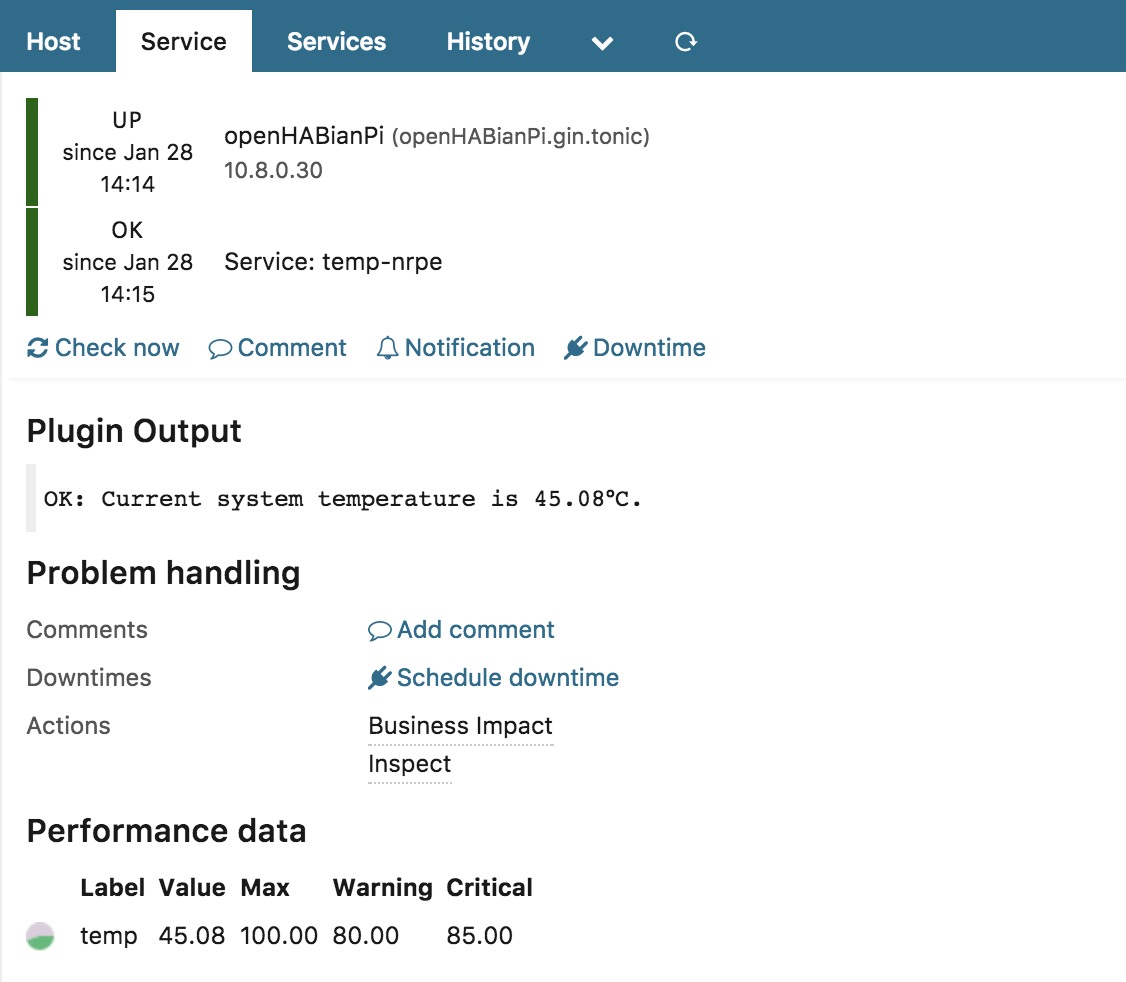 Host Service Services History
UP
since Jan 28
14:14
openHABianPi (openHABianPi.gin.tonic)
10.8.0.30
OK
since Jan 28
14:15
Service: temp-nrpe
Check now Comment Notification Downtime
Plugin Output
OK: Current system temperature is 45.08°C.
Problem handling
Comments Add comment
Downtimes Schedule downtime
Actions Business Impact
Inspect
Performance data
Label Value Max Warning Critical
temp 45.08 100.00 80.00 85.00